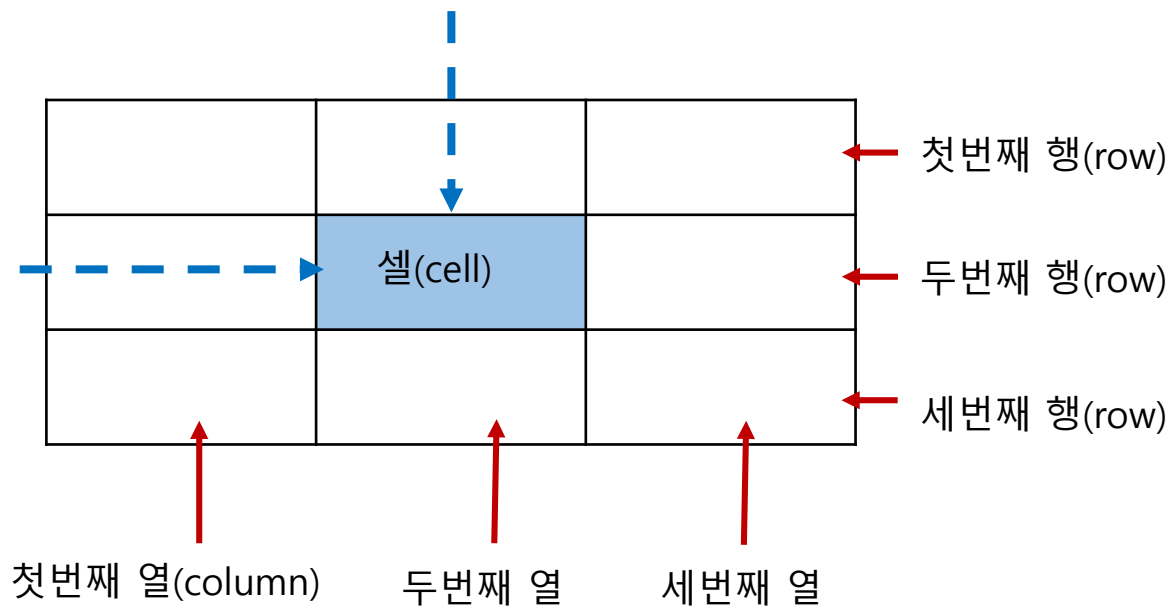 첫번째 행(row)
셀(cell)
두번째 행(row)
세번째 행(row)
첫번째 열(column)
두번째 열
세번째 열